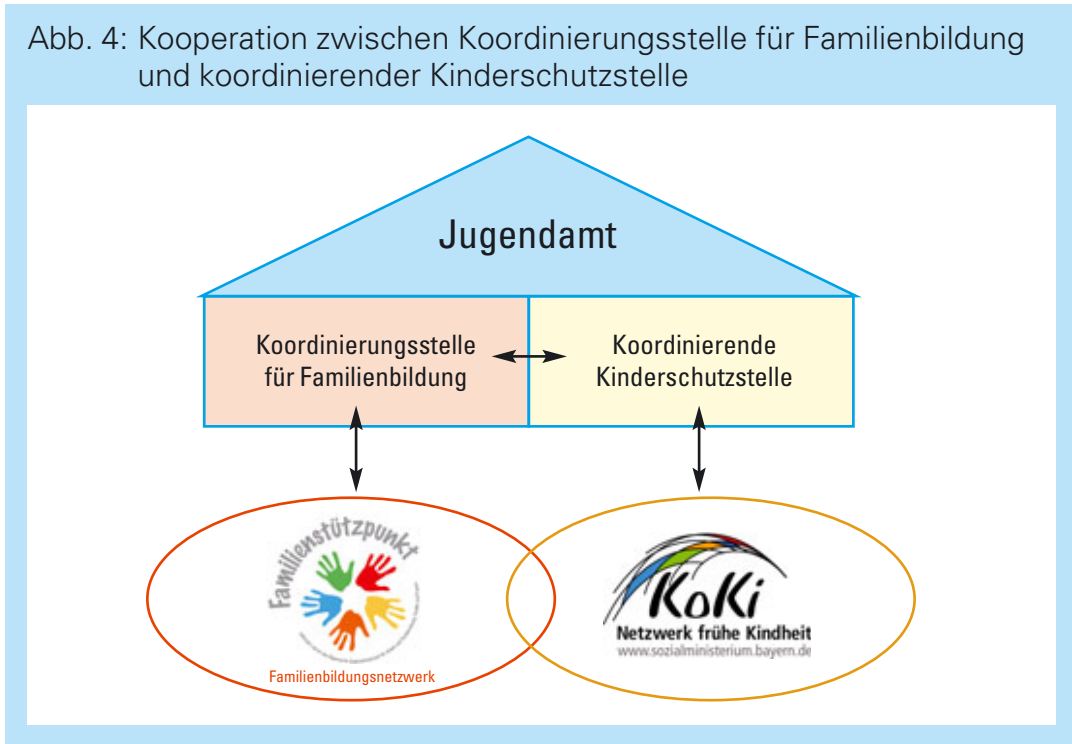 Abb. 4: Kooperation zwischen Koordinierungsstelle für Familienbildung
und koordinierender Kinderschutzstelle
Jugendamt
Koordinierungsstelle
für Familienbildung
Koordinierende
Kinderschutzstelle
Familienstützpunkt
Familienbildungsnetzwerk
KoKi
Netzwerk frühe Kindheit
www.sozialministerium.bayern.de